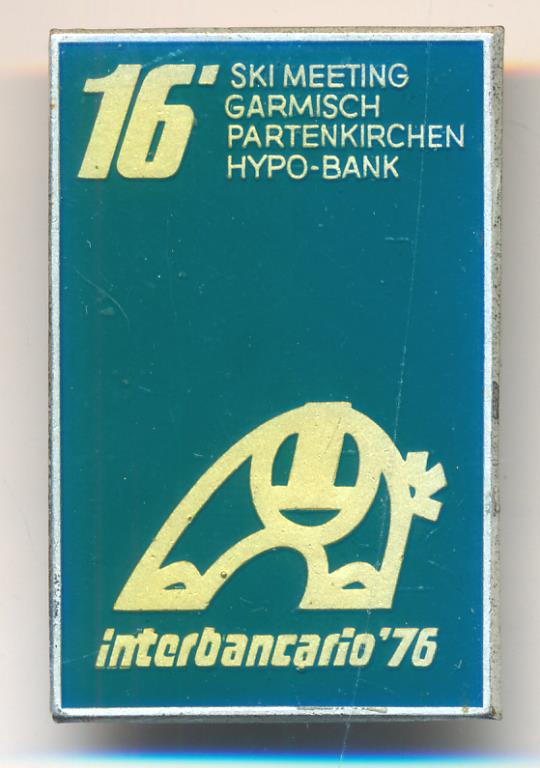 16' SKI MEETING
GARMISCH
PARTENKIRCHEN
HYPO-BANK
interbancario '76